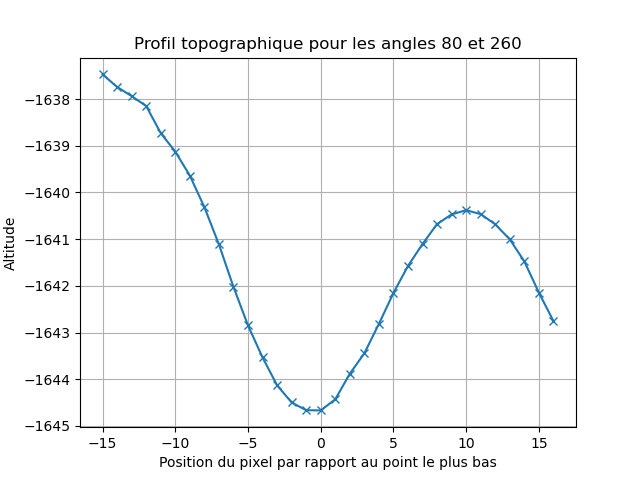 Profil topographique pour les angles 80 et 260
Altitude
−1638
−1639
−1640
−1641
−1642
−1643
−1644
−1645
−15 −10 −5 0 5 10 15
Position du pixel par rapport au point le plus bas